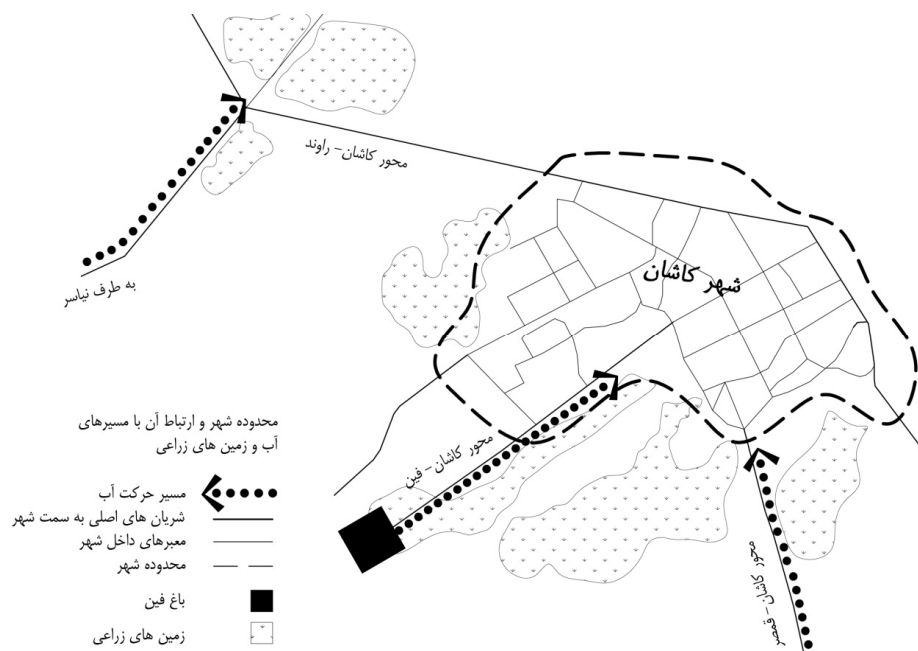 محور کاشان- راوند
به طرف نیاسر
شهر کاشان
محور کاشان- فین
محور کاشان- قمصر
محدوده شهر و ارتباط آن با مسیرهای
آب و زمین های زراعی
مسیر حرکت آب
شریان های اصلی به سمت شهر
معبرهای داخل شهر
محدوده شهر
باغ فین
زمین های زراعی